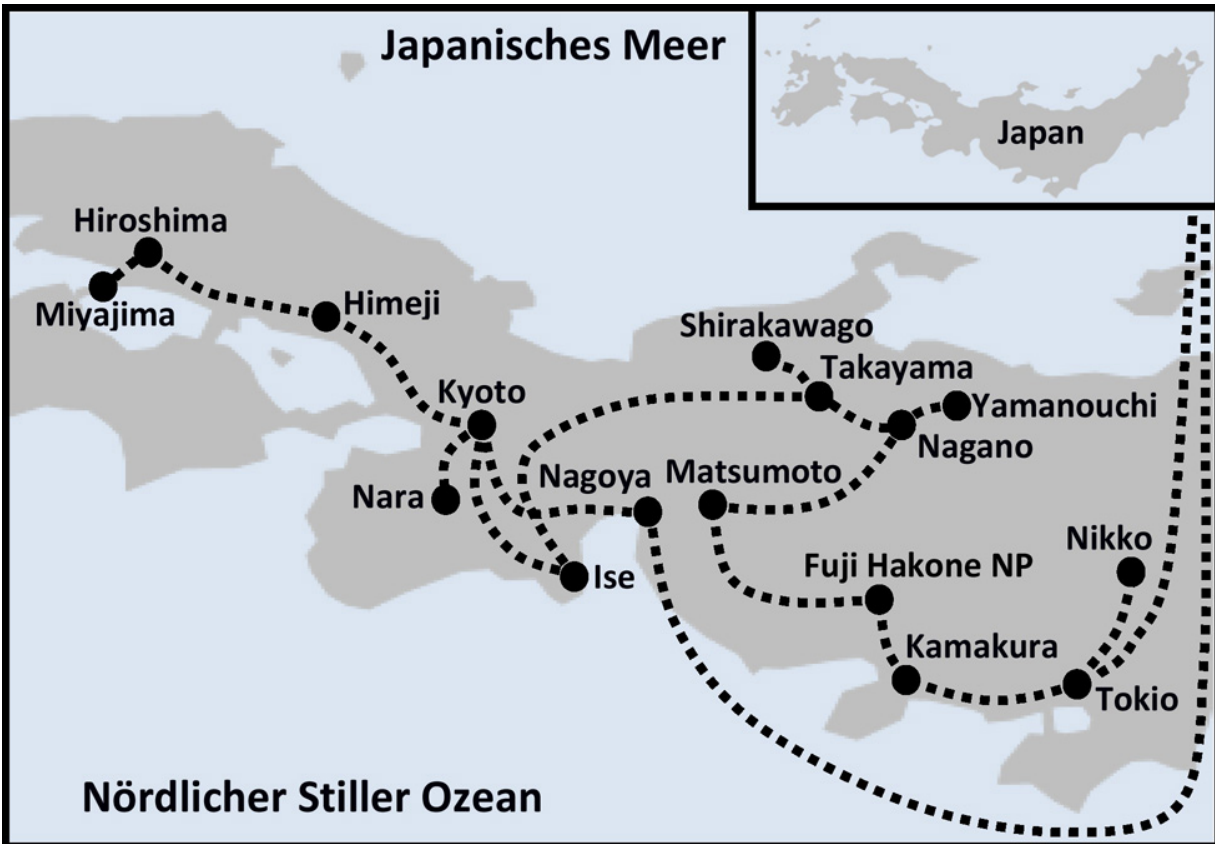 Japanisches Meer
Japan
Hiroshima
Miyajima
Himeji
Shirakawago
Takayama
Kyoto
Yamanouchi
Nagano
Nara
Nagoya
Matsumoto
Nikko
Fuji Hakone NP
Ise
Kamakura
Tokio
Nördlicher Stiller Ozean